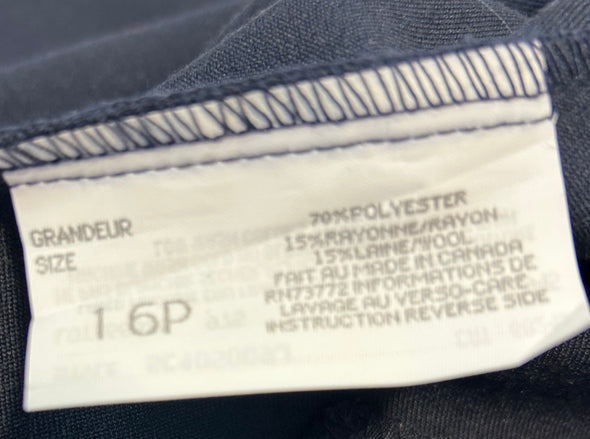 GRANDEUR
SIZE
16P
70%POLYESTER
15%RAYONNE/RAYON
15%LAINE/WOOL
FAIT AU MADE IN CANADA
RN73772 INFORMATIONS DE
LAVAGE AU VERSO-CARE
INSTRUCTION REVERSE SIDE